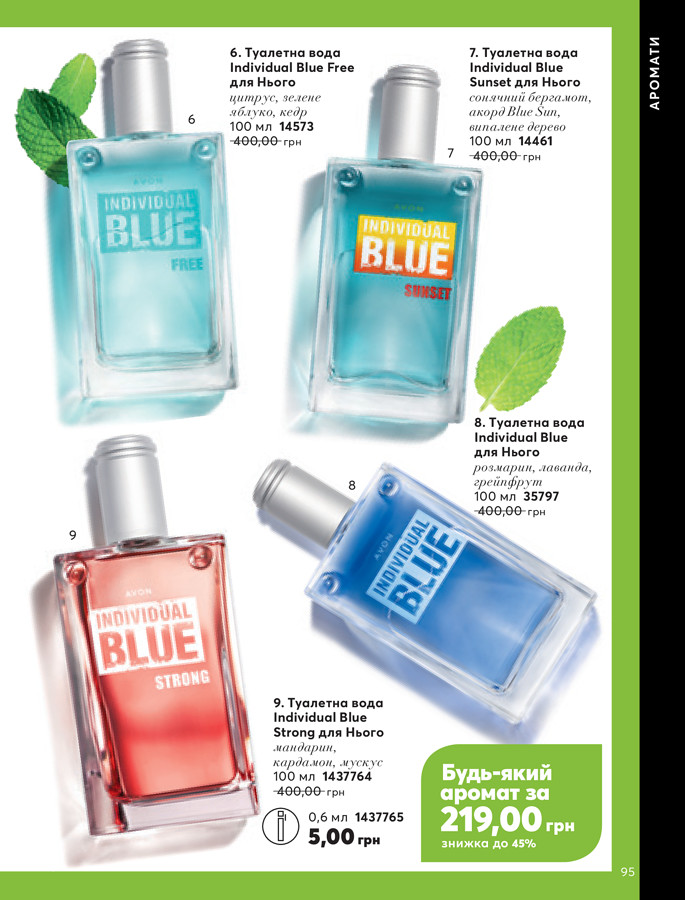 АРОМАТИ
6. Туалетна вода
Individual Blue Free
для Нього
цитрус, зелене
яблуко, кедр
100 мл 14573
400,00 грн
6
AVON
INDIVIDUAL
BLUE
FREE
7. Туалетна вода
Individual Blue
Sunset для Нього
сонячний бергамот,
акорд Blue Sun,
випалене дерево
100 мл 14461
400,00 грн
7
AVON
INDIVIDUAL
BLUE
SUNSET
8. Туалетна вода
Individual Blue
для Нього
розмарин, лаванда,
грейпфрут
100 мл 35797
400,00 грн
8
AVON
INDIVIDUAL
BLUE
9
AVON
INDIVIDUAL
BLUE
STRONG
9. Туалетна вода
Individual Blue
Strong для Нього
мандарин,
кардамон, мускус
100 мл 1437764
400,00 грн
0,6 мл 1437765
5,00 грн
Будь-який
аромат за
219,00 грн
знижка до 45%
95